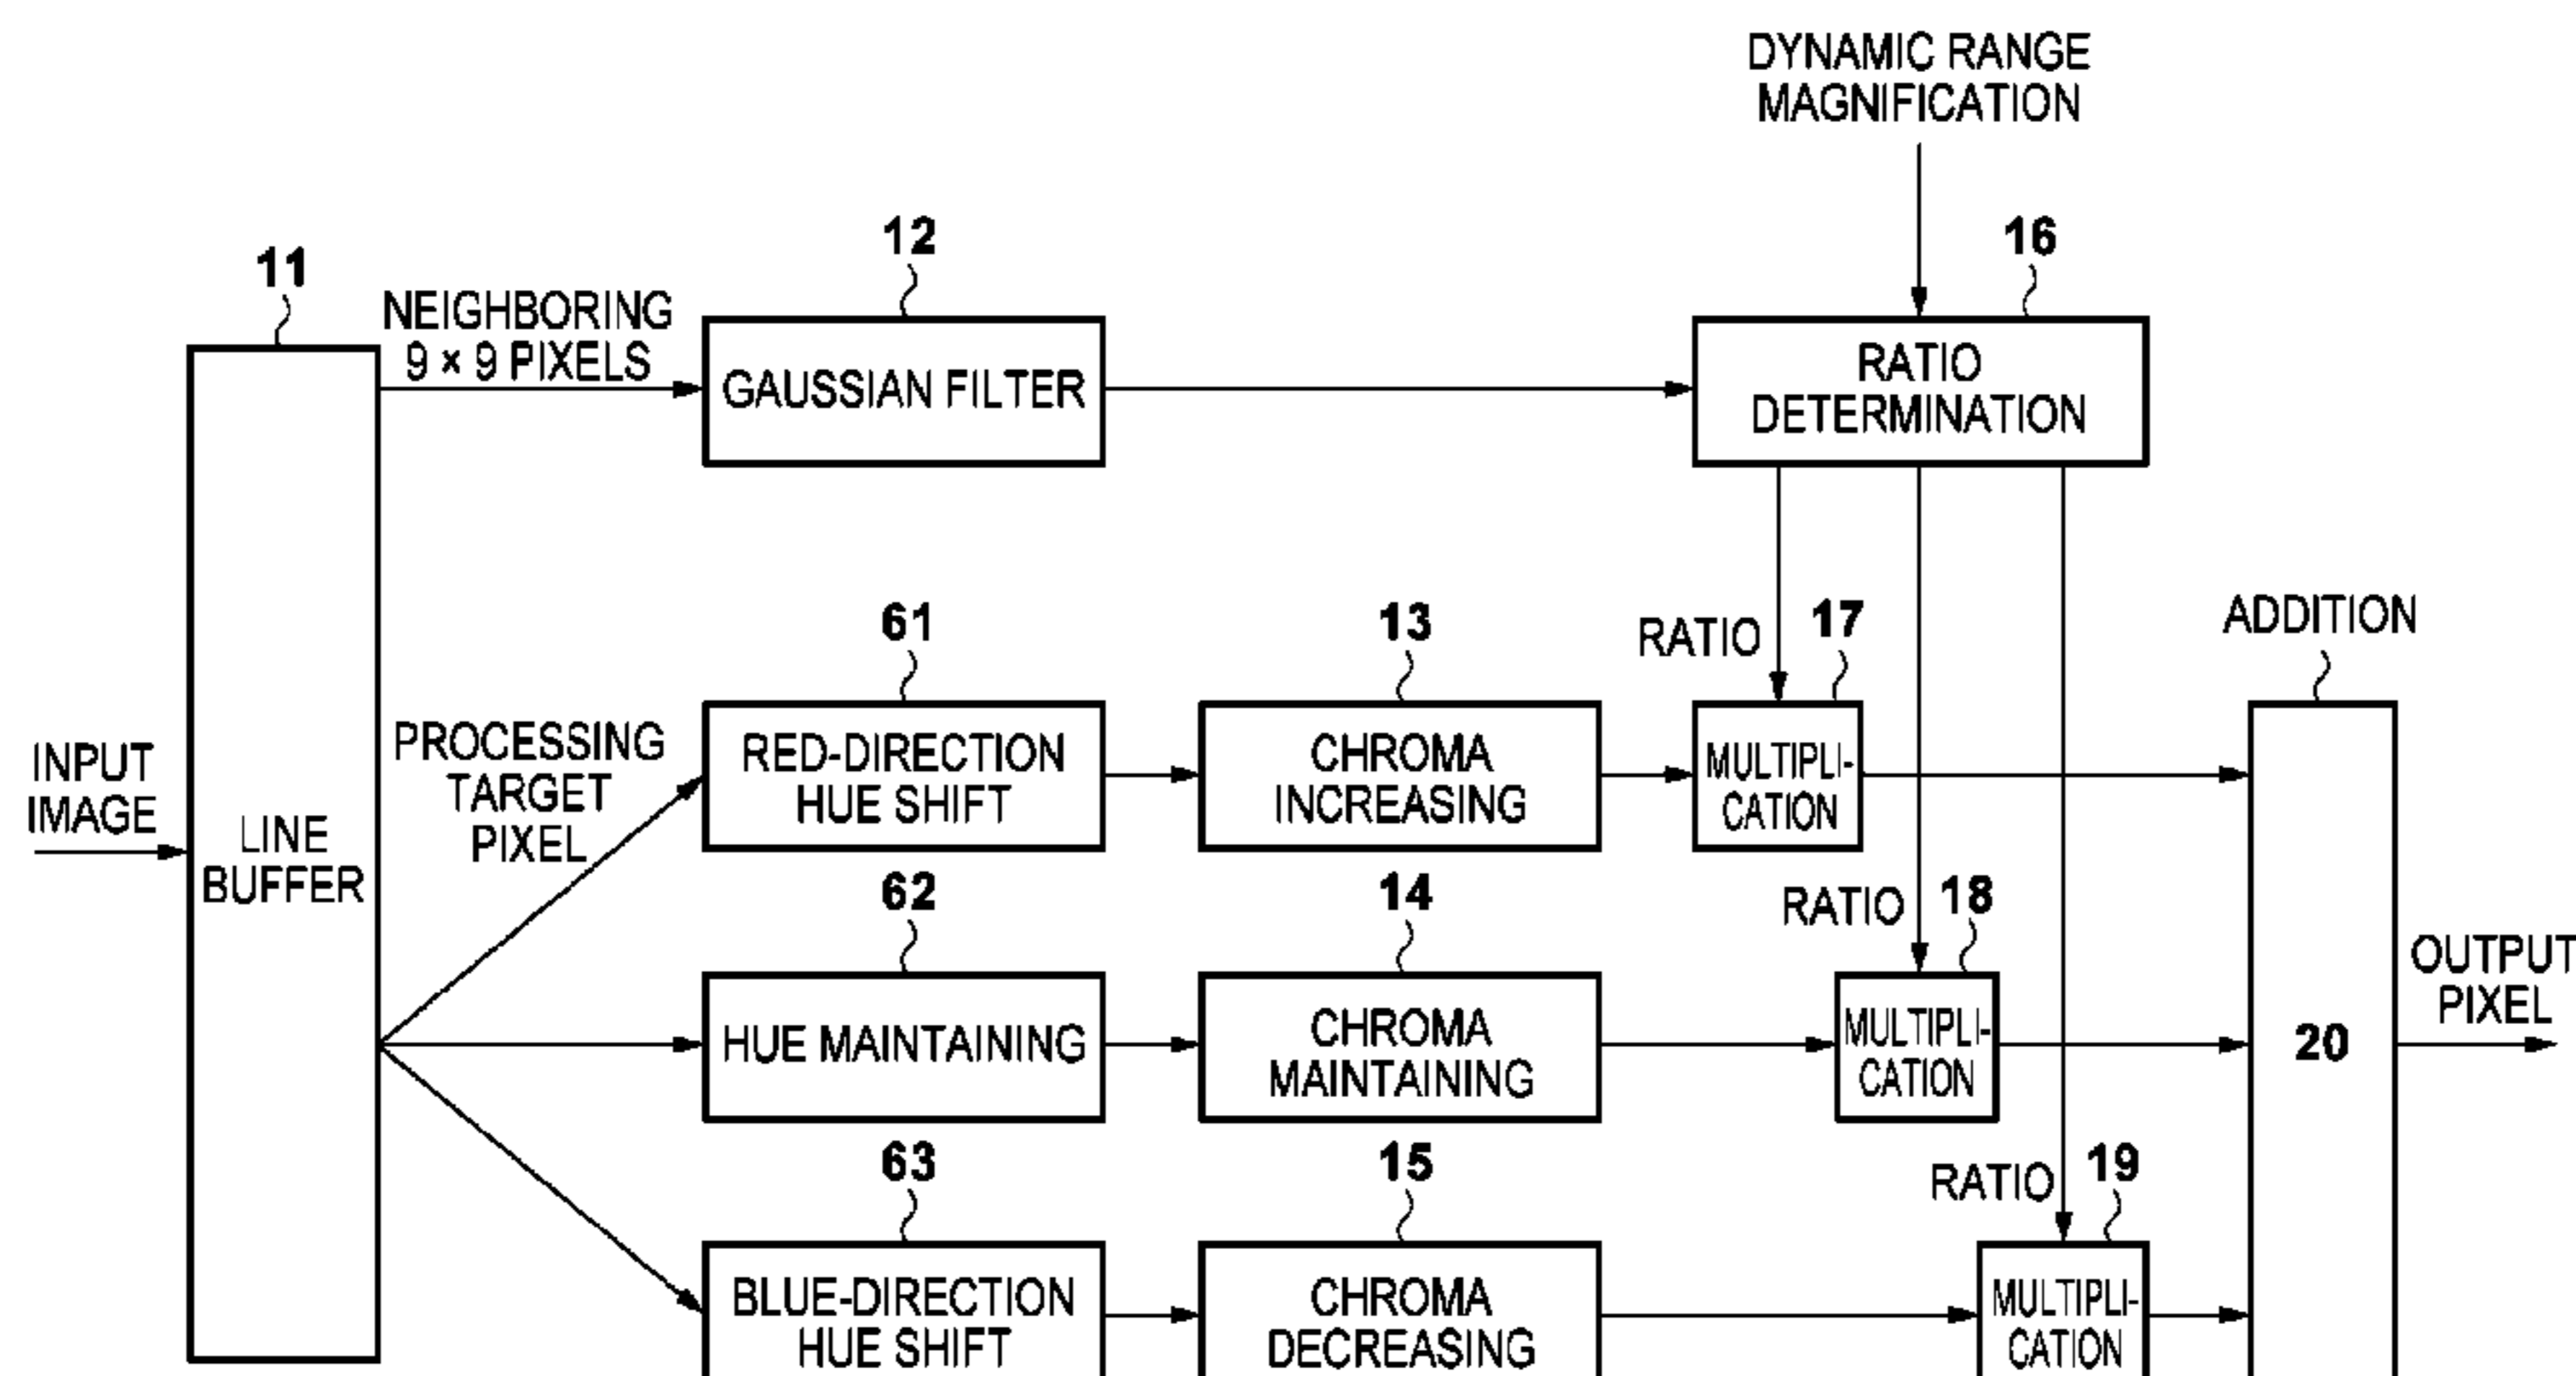 DYNAMIC RANGE
MAGNIFICATION
12
16
11
NEIGHBORING
9 × 9 PIXELS
GAUSSIAN FILTER
RATIO
DETERMINATION
61
13
RATIO
17
ADDITION
INPUT
IMAGE
LINE
BUFFER
PROCESSING
TARGET
PIXEL
RED-DIRECTION
HUE SHIFT
CHROMA
INCREASING
MULTIPLI-
CATION
62
14
RATIO
18
HUE MAINTAINING
CHROMA
MAINTAINING
MULTIPLI-
CATION
20
OUTPUT
PIXEL
63
15
RATIO
19
BLUE-DIRECTION
HUE SHIFT
CHROMA
DECREASING
MULTIPLI-
CATION